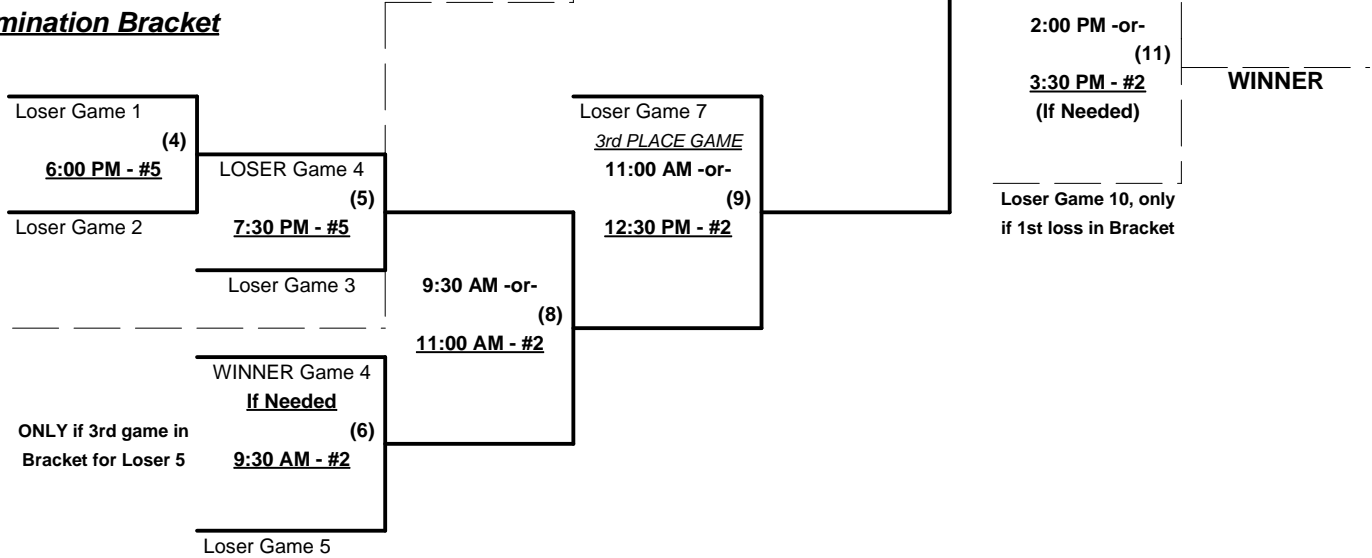 mination Bracket
Loser Game 1
(4)
6:00 PM - #5
Loser Game 2
LOSER Game 4
(5)
7:30 PM - #5
Loser Game 3
WINNER Game 4
If Needed
(6)
9:30 AM - #2
ONLY if 3rd game in
Bracket for Loser 5
Loser Game 5
9:30 AM -or-
(8)
11:00 AM - #2
Loser Game 7
3rd PLACE GAME
11:00 AM -or-
(9)
12:30 PM - #2
2:00 PM -or-
(11)
3:30 PM - #2
(If Needed)
WINNER
Loser Game 10, only
if 1st loss in Bracket